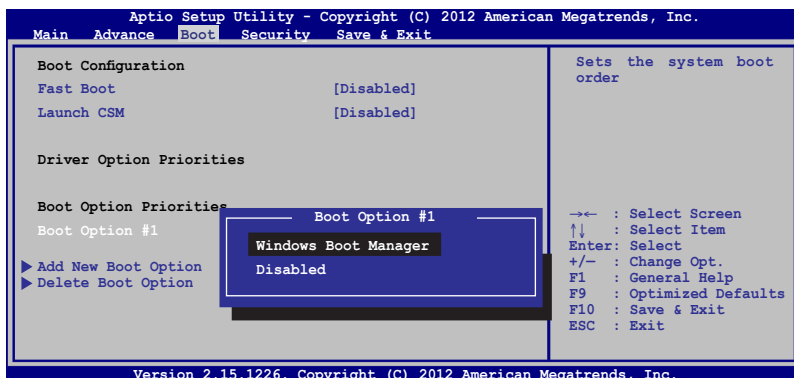 Aptio Setup Utility - Copyright (C) 2012 American Megatrends, Inc.
Main Advance Boot Security Save & Exit
Boot Configuration
Fast Boot [Disabled]
Launch CSM [Disabled]
Driver Option Priorities
Boot Option Priorities
Boot Option #1
Add New Boot Option
Delete Boot Option
Boot Option #1
Windows Boot Manager
Disabled
Sets the system boot
order
→← : Select Screen
↑↓ : Select Item
Enter: Select
+/— : Change Opt.
F1 : General Help
F9 : Optimized Defaults
F10 : Save & Exit
ESC : Exit
Version 2.15.1226. Copyright (C) 2012 American Megatrends, Inc.